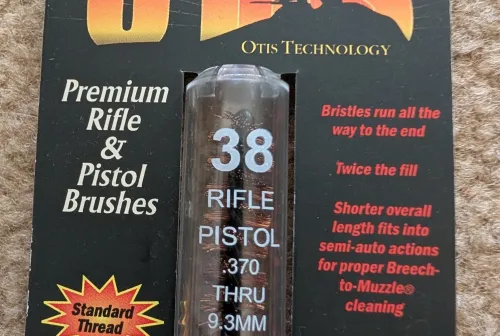 OTIS TECHNOLOGY
Premium
Rifle
&
Pistol
Brushes
38
RIFLE
PISTOL
.370
THRU
9.3MM
Bristles run all the
way to the end
Twice the fill
Shorter overall
length fits into
semi-auto actions
for proper Breech-
to-Muzzle®
cleaning
Standard
Thread